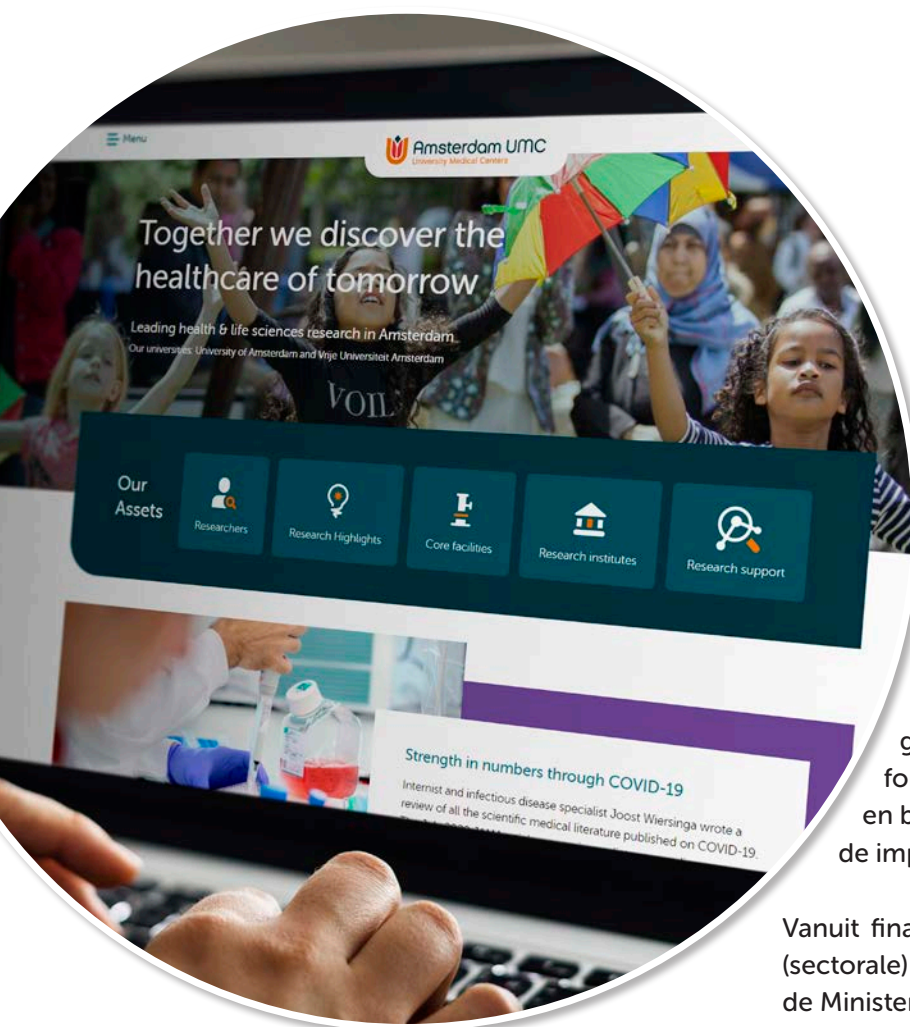 Menu
Amsterdam UMC
University Medical Centers
Together we discover the
healthcare of tomorrow
Leading health & life sciences research in Amsterdam
Our universities: University of Amsterdam and Vrije Universiteit Amsterdam
VOIL
Our
Assets
Researchers
Research Highlights
Core facilities
Research institutes
Research support
Strength in numbers through COVID-19
Internist and infectious disease specialist Joost Wiersinga wrote a
review of all the scientific medical literature published on COVID-19.
en b
de imp
Vanuit fina
(sectorale)
de Minister